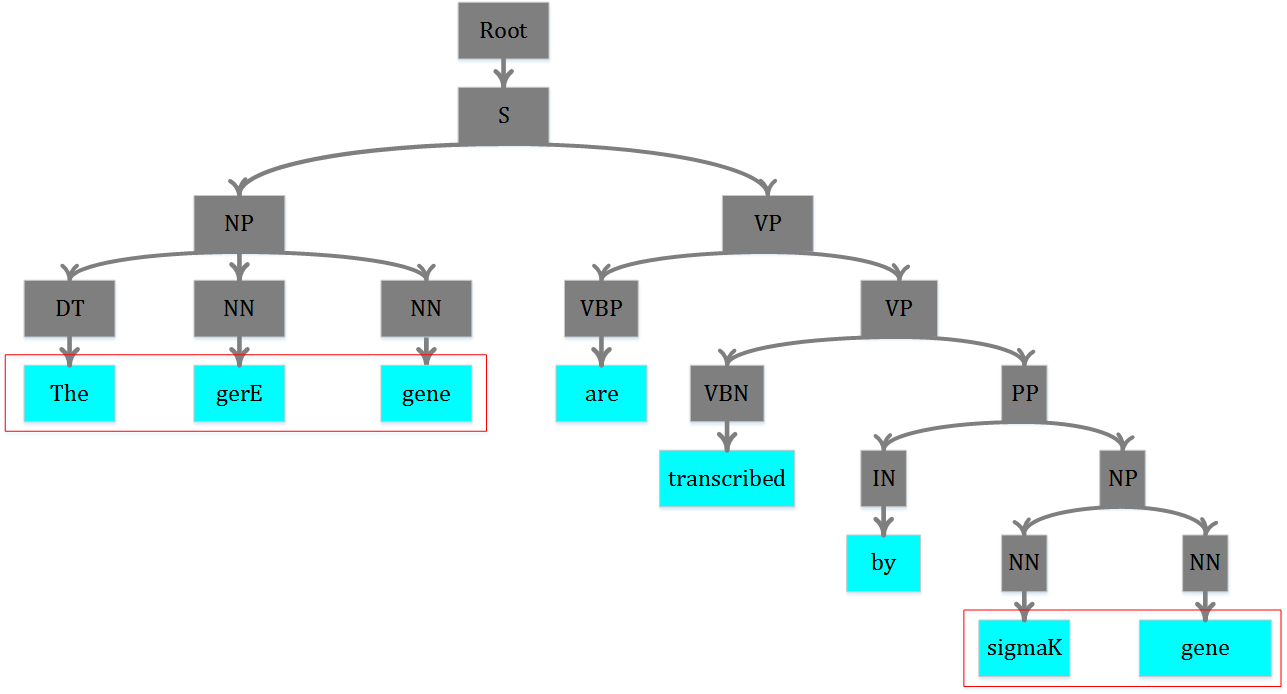 Root
S
NP VP
DT NN NN VBP VP
The gerE gene are VBN PP
transcribed IN NP
by NN NN
sigmaK gene